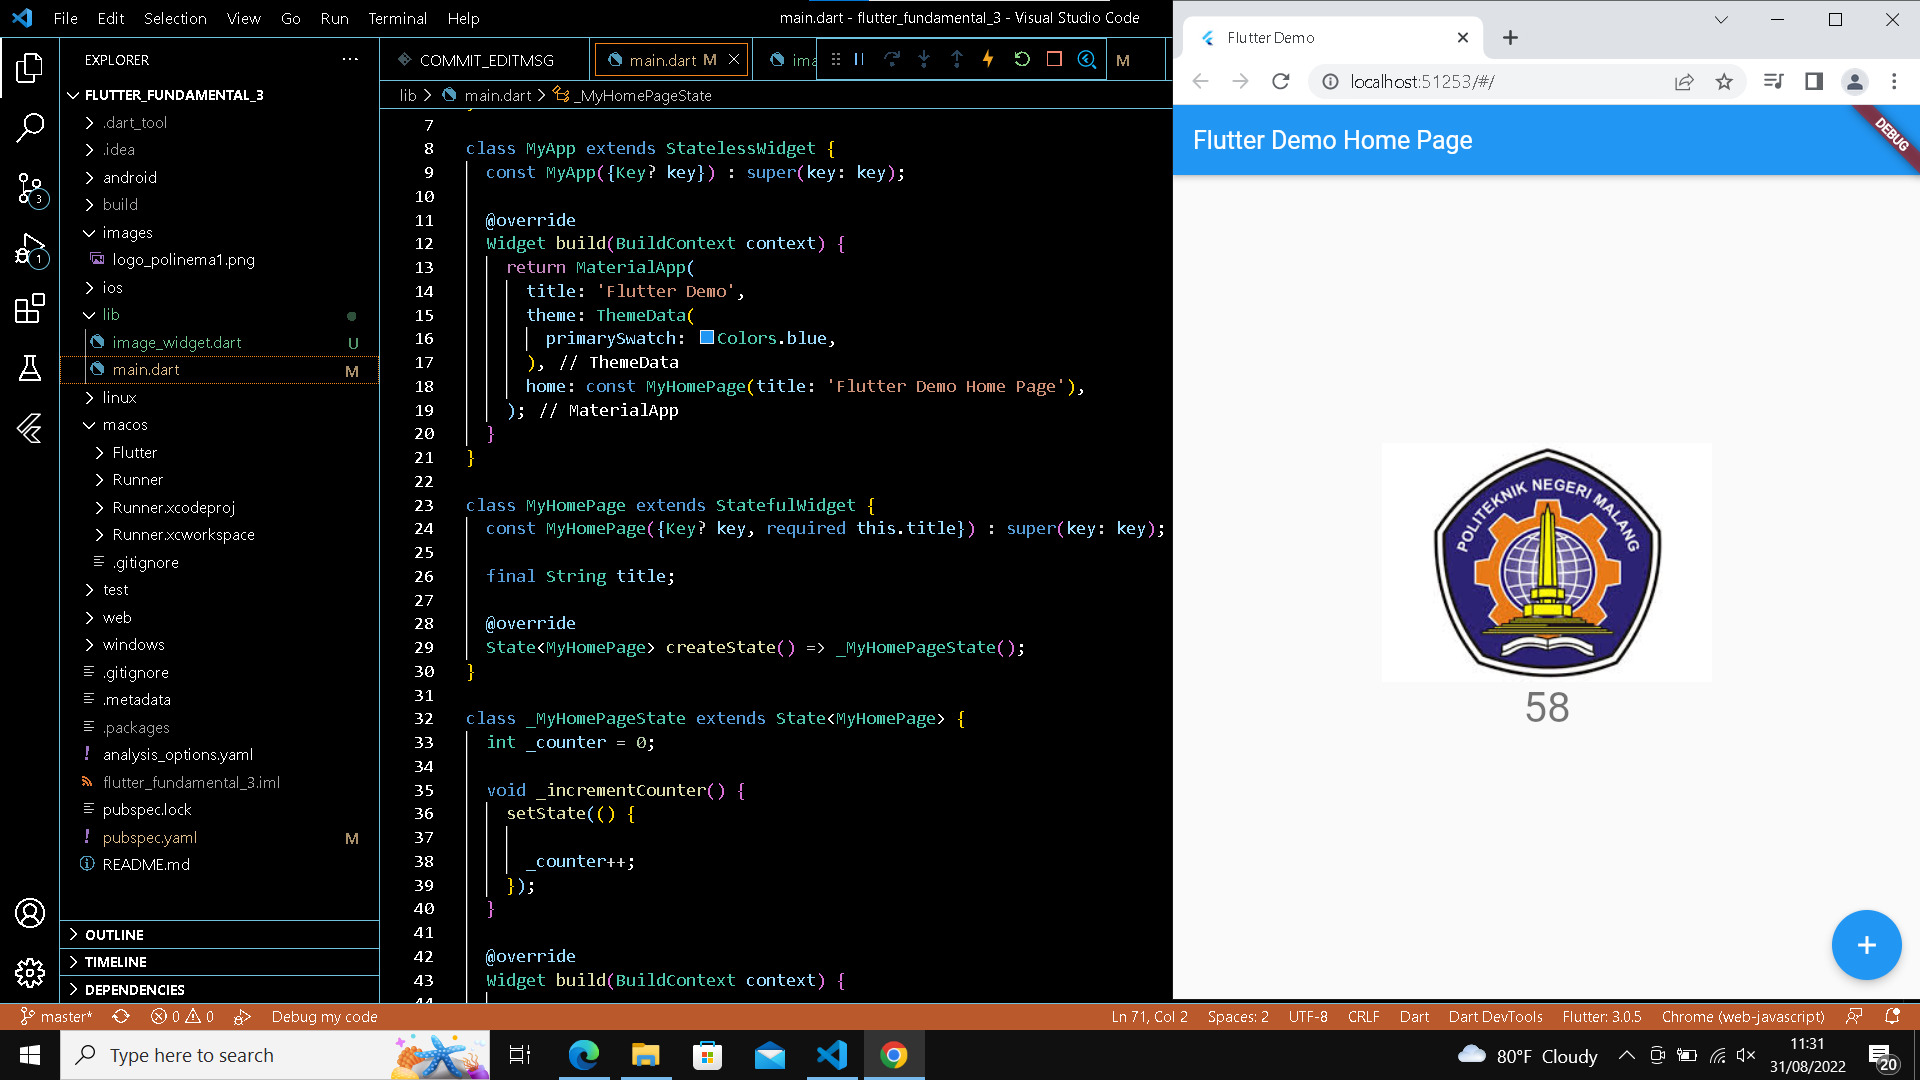 File Edit Selection View Go Run Terminal Help
main.dart - flutter_fundamental_3 - Visual Studio Code
EXPLORER
FLUTTER_FUNDAMENTAL_3
.dart_tool
.idea
android
build
images
logo_polinema1.png
ios
lib
image_widget.dart U
main.dart M
linux
macos
Flutter
Runner
Runner.xcodeproj
Runner.xcworkspace
.gitignore
test
web
windows
.gitignore
.metadata
.packages
analysis_options.yaml
flutter_fundamental_3.iml
pubspec.lock
pubspec.yaml M
README.md
OUTLINE
TIMELINE
DEPENDENCIES
3
1
COMMIT_EDITMSG
main.dart M
ima
M
lib > main.dart > _MyHomePageState
7
8 class MyApp extends StatelessWidget {
9 const MyApp({Key? key}) : super(key: key);
10
11 @override
12 Widget build(BuildContext context) {
13 return MaterialApp(
14 title: 'Flutter Demo',
15 theme: ThemeData(
16 primarySwatch: Colors.blue,
17 ), // ThemeData
18 home: const MyHomePage(title: 'Flutter Demo Home Page'),
19 ); // MaterialApp
20 }
21 }
22
23 class MyHomePage extends StatefulWidget {
24 const MyHomePage({Key? key, required this.title}) : super(key: key);
25
26 final String title;
27
28 @override
29 State<MyHomePage> createState() => _MyHomePageState();
30 }
31
32 class _MyHomePageState extends State<MyHomePage> {
33 int _counter = 0;
34
35 void _incrementCounter() {
36 setState(() {
37
38 _counter++;
39 });
40 }
41
42 @override
43 Widget build(BuildContext context) {
44
Flutter Demo
localhost:51253/#/
Flutter Demo Home Page
DEBUG
POLITEKNIK NEGERI MALANG
58
+
master* 0 0 Debug my code
Ln 71, Col 2 Spaces: 2 UTF-8 CRLF Dart Dart DevTools Flutter: 3.0.5 Chrome (web-javascript)
Type here to search
80°F Cloudy
11:31
31/08/2022
20